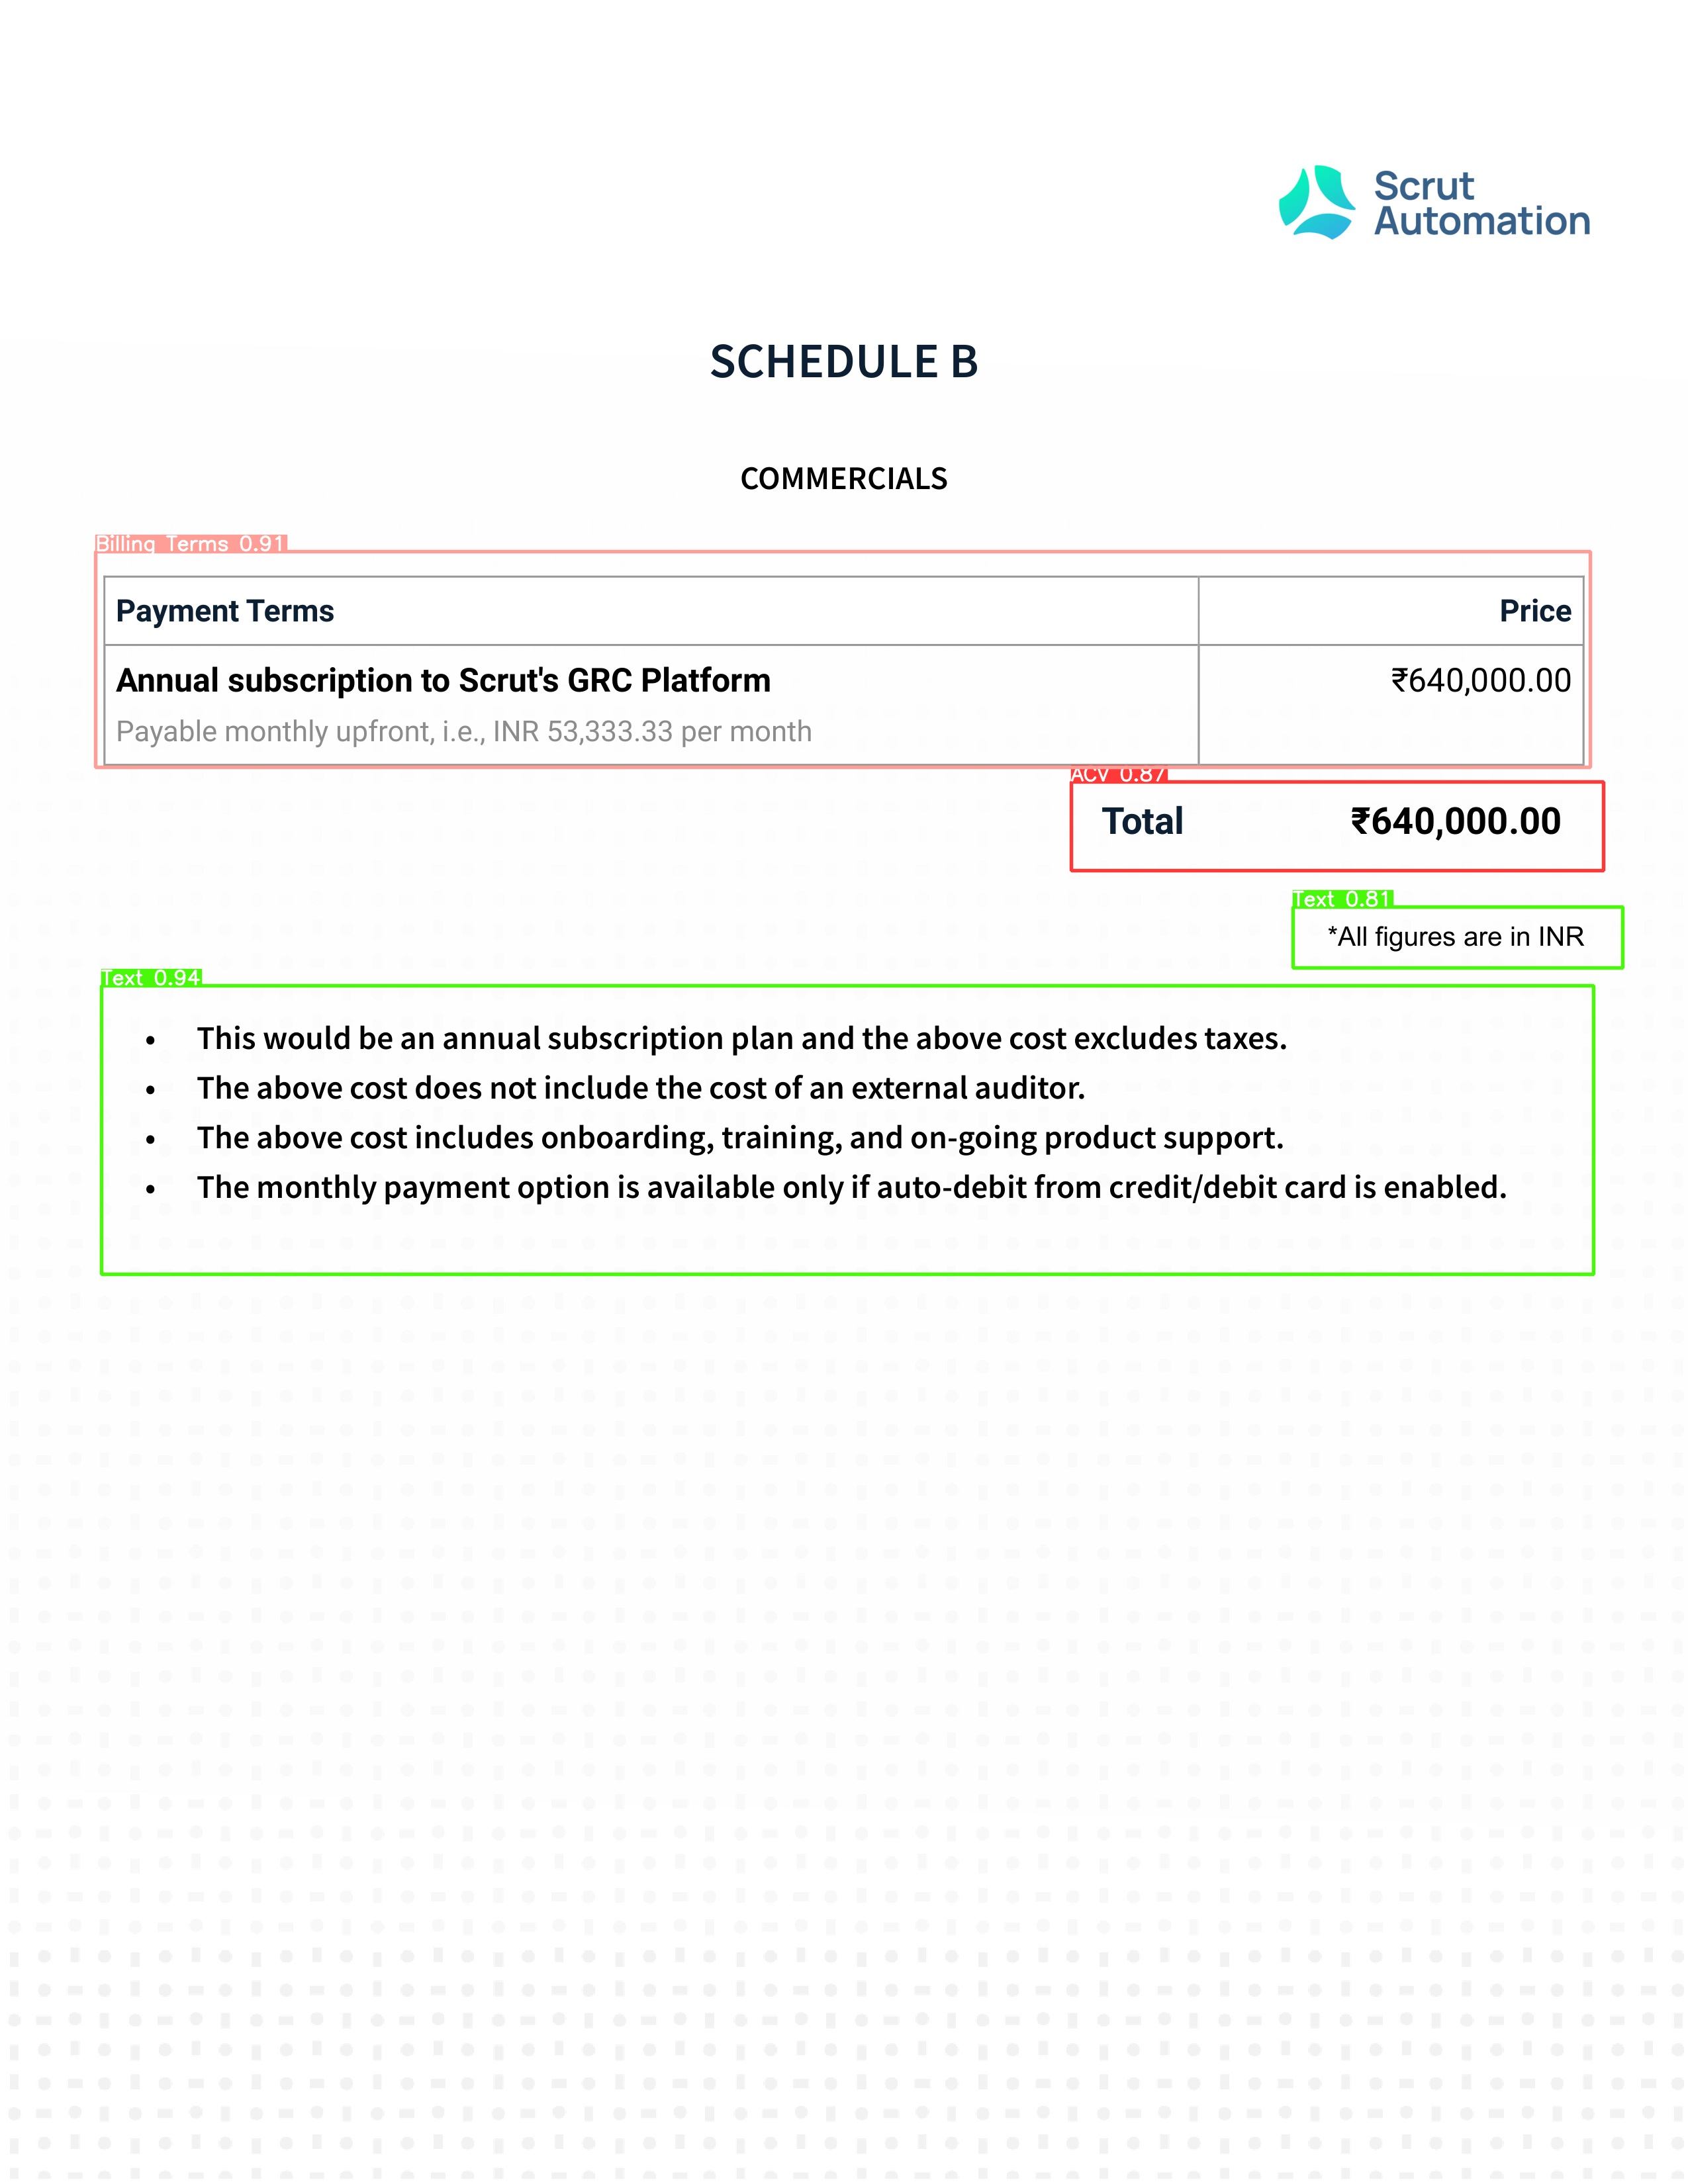 Scrut
Automation
SCHEDULE B
COMMERCIALS
Billing Terms 0.91
Payment Terms Price
Annual subscription to Scrut's GRC Platform ₹640,000.00
Payable monthly upfront, i.e., INR 53,333.33 per month
ACV 0.87
Total ₹640,000.00
Text 0.81
*All figures are in INR
Text 0.94
• This would be an annual subscription plan and the above cost excludes taxes.
• The above cost does not include the cost of an external auditor.
• The above cost includes onboarding, training, and on-going product support.
• The monthly payment option is available only if auto-debit from credit/debit card is enabled.